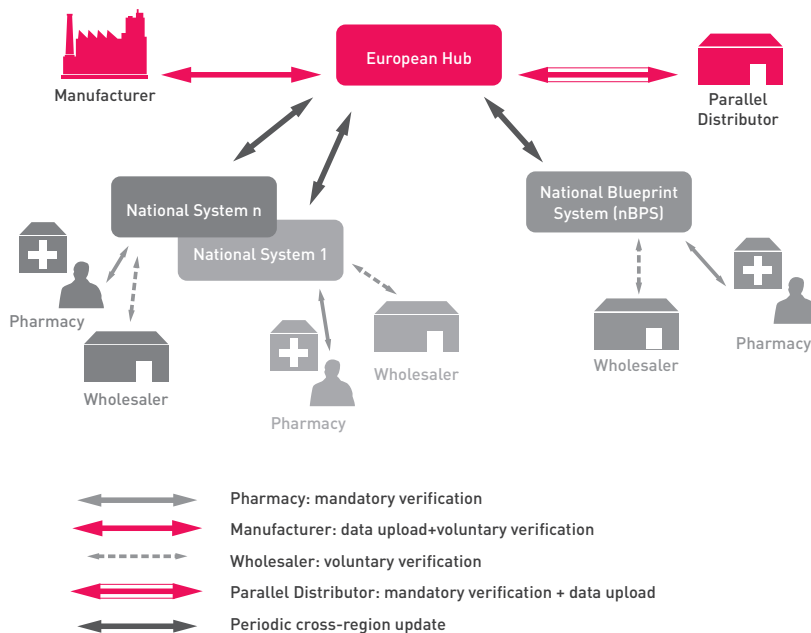 European Hub
Manufacturer
Parallel
Distributor
National System n
National System 1
National Blueprint
System (nBPS)
Pharmacy
Wholesaler
Pharmacy
Wholesaler
Wholesaler
Pharmacy
Pharmacy: mandatory verification
Manufacturer: data upload+voluntary verification
Wholesaler: voluntary verification
Parallel Distributor: mandatory verification + data upload
Periodic cross-region update